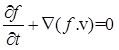 ∂f/∂t + ∇(f.v)=0